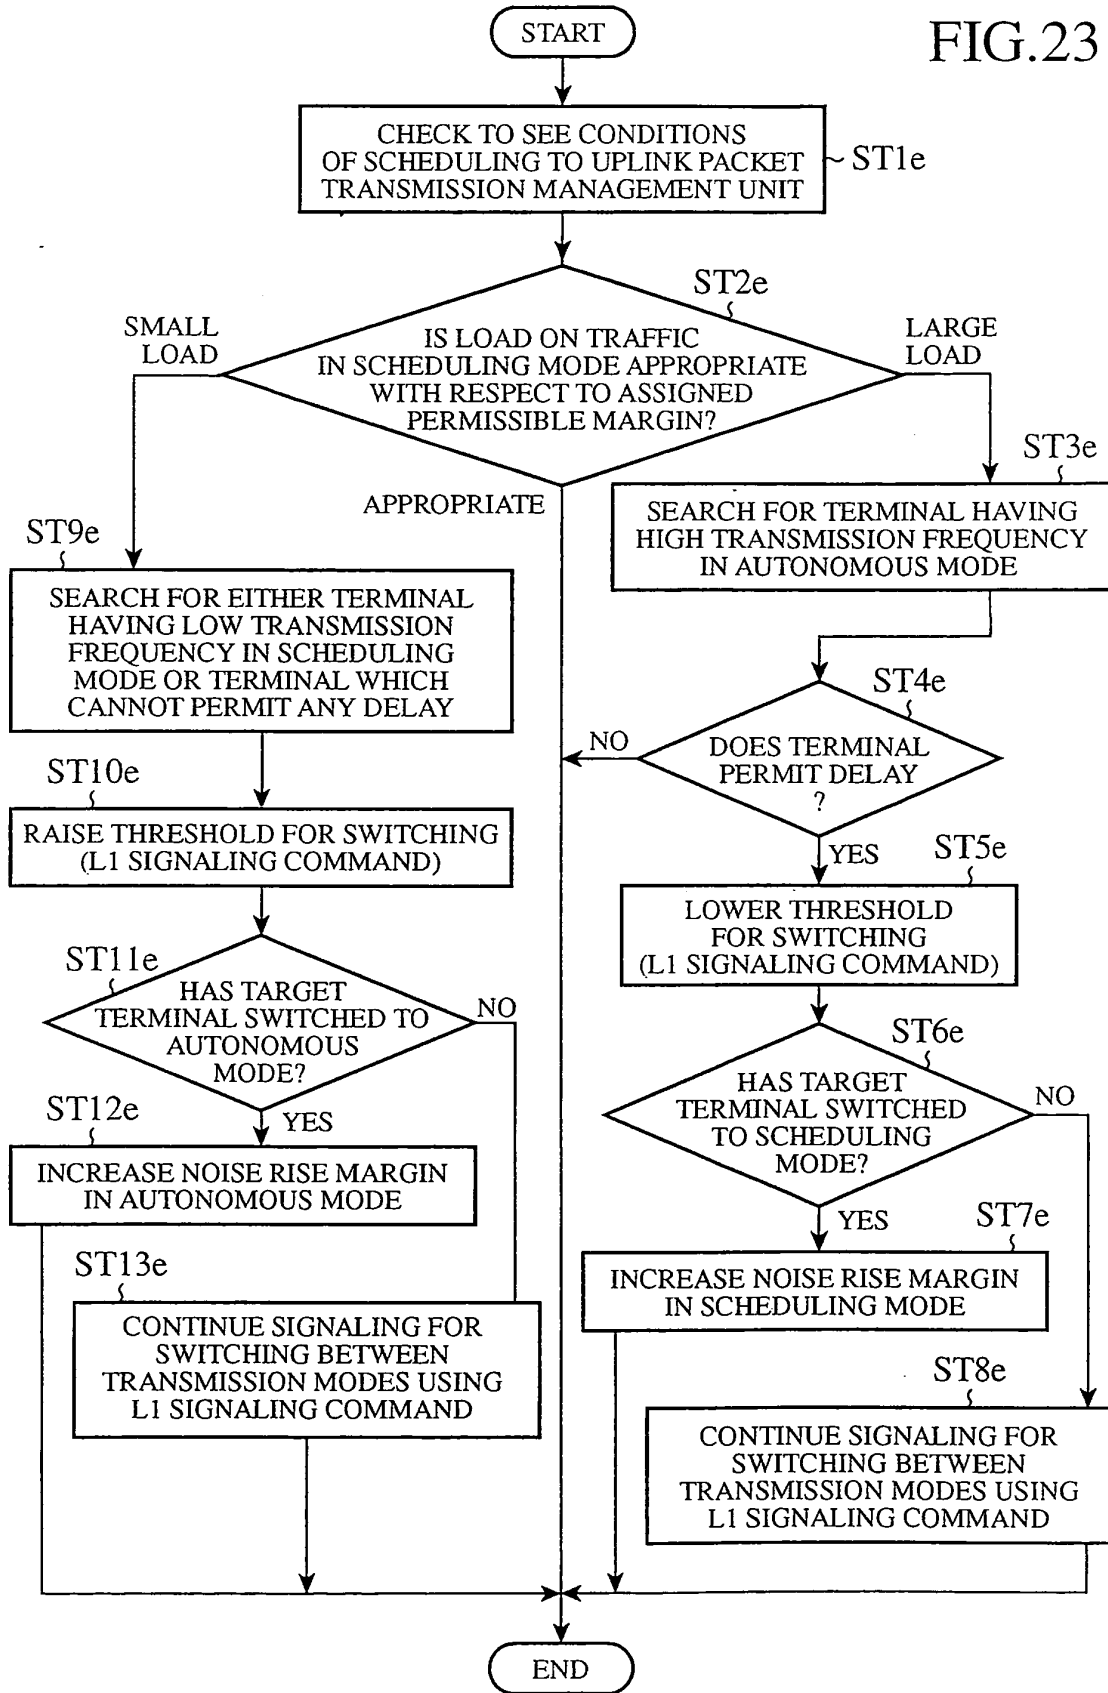 START
FIG.23
CHECK TO SEE CONDITIONS
OF SCHEDULING TO UPLINK PACKET
TRANSMISSION MANAGEMENT UNIT
ST1e
ST2e
SMALL
LOAD
IS LOAD ON TRAFFIC
IN SCHEDULING MODE APPROPRIATE
WITH RESPECT TO ASSIGNED
PERMISSIBLE MARGIN?
LARGE
LOAD
APPROPRIATE
ST3e
SEARCH FOR TERMINAL HAVING
HIGH TRANSMISSION FREQUENCY
IN AUTONOMOUS MODE
ST9e
SEARCH FOR EITHER TERMINAL
HAVING LOW TRANSMISSION
FREQUENCY IN SCHEDULING
MODE OR TERMINAL WHICH
CANNOT PERMIT ANY DELAY
ST4e
NO
DOES TERMINAL
PERMIT DELAY
?
YES
ST10e
RAISE THRESHOLD FOR SWITCHING
(L1 SIGNALING COMMAND)
ST5e
LOWER THRESHOLD
FOR SWITCHING
(L1 SIGNALING COMMAND)
ST11e
HAS TARGET
TERMINAL SWITCHED TO
AUTONOMOUS
MODE?
NO
YES
ST6e
HAS TARGET
TERMINAL SWITCHED
TO SCHEDULING
MODE?
NO
YES
ST12e
INCREASE NOISE RISE MARGIN
IN AUTONOMOUS MODE
ST7e
INCREASE NOISE RISE MARGIN
IN SCHEDULING MODE
ST13e
CONTINUE SIGNALING FOR
SWITCHING BETWEEN
TRANSMISSION MODES USING
L1 SIGNALING COMMAND
ST8e
CONTINUE SIGNALING FOR
SWITCHING BETWEEN
TRANSMISSION MODES USING
L1 SIGNALING COMMAND
END